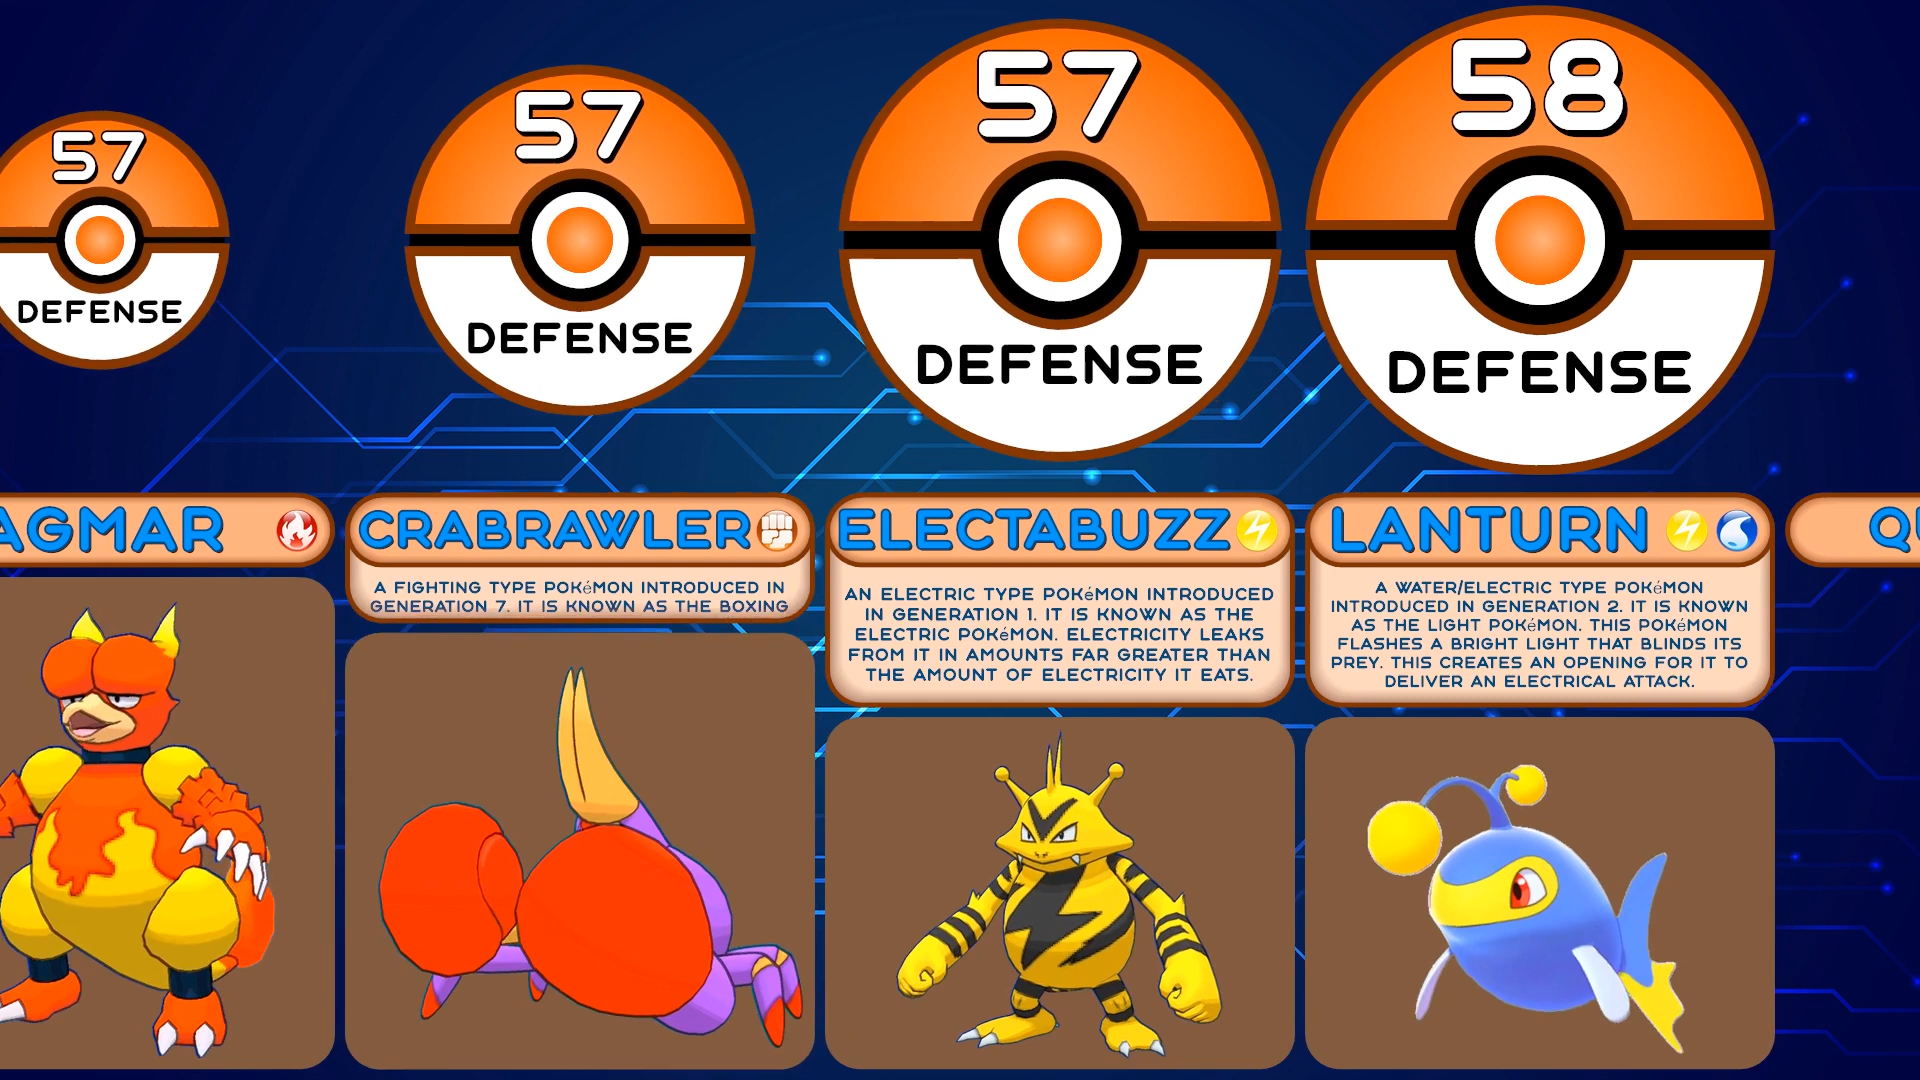 57
DEFENSE
57
DEFENSE
57
DEFENSE
58
DEFENSE
AGMAR
CRABRAWLER
A FIGHTING TYPE POKéMON INTRODUCED IN
GENERATION 7. IT IS KNOWN AS THE BOXING
ELECTABUZZ
AN ELECTRIC TYPE POKéMON INTRODUCED
IN GENERATION 1. IT IS KNOWN AS THE
ELECTRIC POKéMON. ELECTRICITY LEAKS
FROM IT IN AMOUNTS FAR GREATER THAN
THE AMOUNT OF ELECTRICITY IT EATS.
LANTURN
A WATER/ELECTRIC TYPE POKéMON
INTRODUCED IN GENERATION 2. IT IS KNOWN
AS THE LIGHT POKéMON. THIS POKéMON
FLASHES A BRIGHT LIGHT THAT BLINDS ITS
PREY. THIS CREATES AN OPENING FOR IT TO
DELIVER AN ELECTRICAL ATTACK.